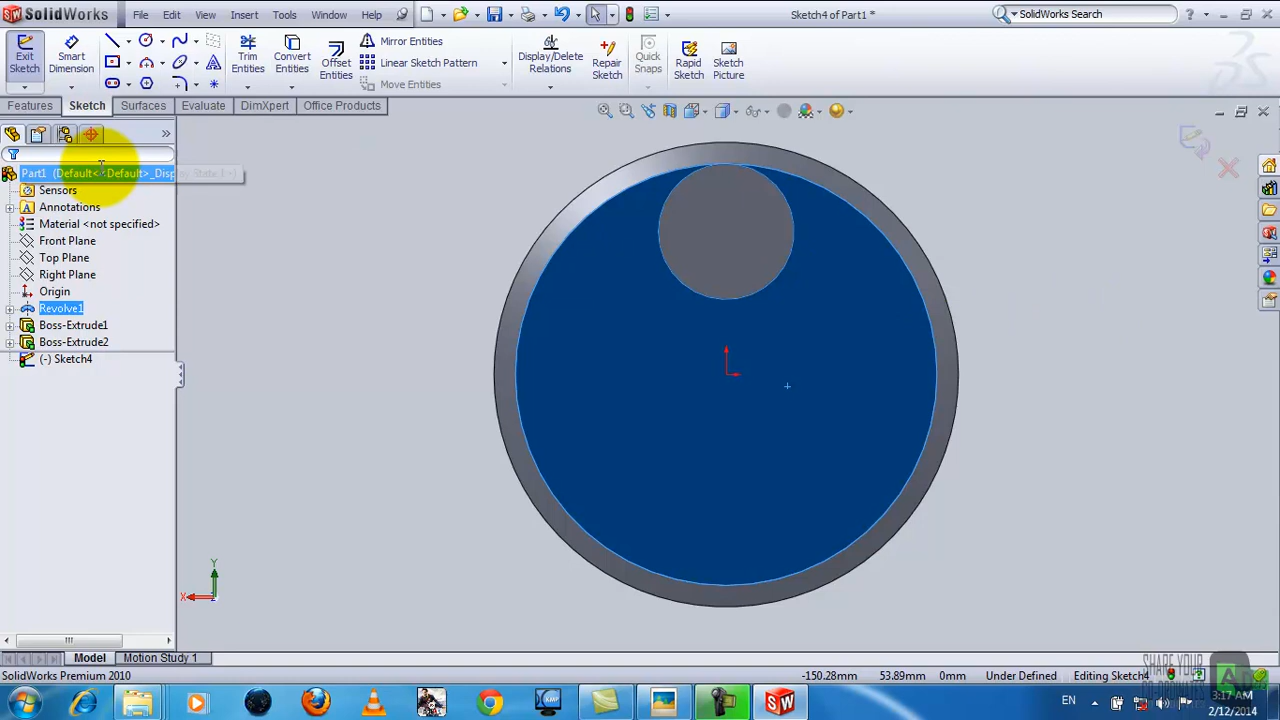 SolidWorks File Edit View Insert Tools Window Help Sketch4 of Part1 * SolidWorks Search
Exit Sketch
Smart Dimension
Trim Entities
Convert Entities
Offset Entities
Mirror Entities
Linear Sketch Pattern
Move Entities
Display/Delete Relations
Repair Sketch
Quick Snaps
Rapid Sketch
Sketch Picture
Features Sketch Surfaces Evaluate DimXpert Office Products
Part1 (Default<<Default>_Disp
Sensors
Annotations
Material <not specified>
Front Plane
Top Plane
Right Plane
Origin
Revolve1
Boss-Extrude1
Boss-Extrude2
(-) Sketch4
Y
X
Model Motion Study 1
SolidWorks Premium 2010 -150.28mm 53.89mm 0mm Under Defined Editing Sketch4
SHARE YOUR
CO-ORDINATES
EN 3:17 AM
2/12/2014